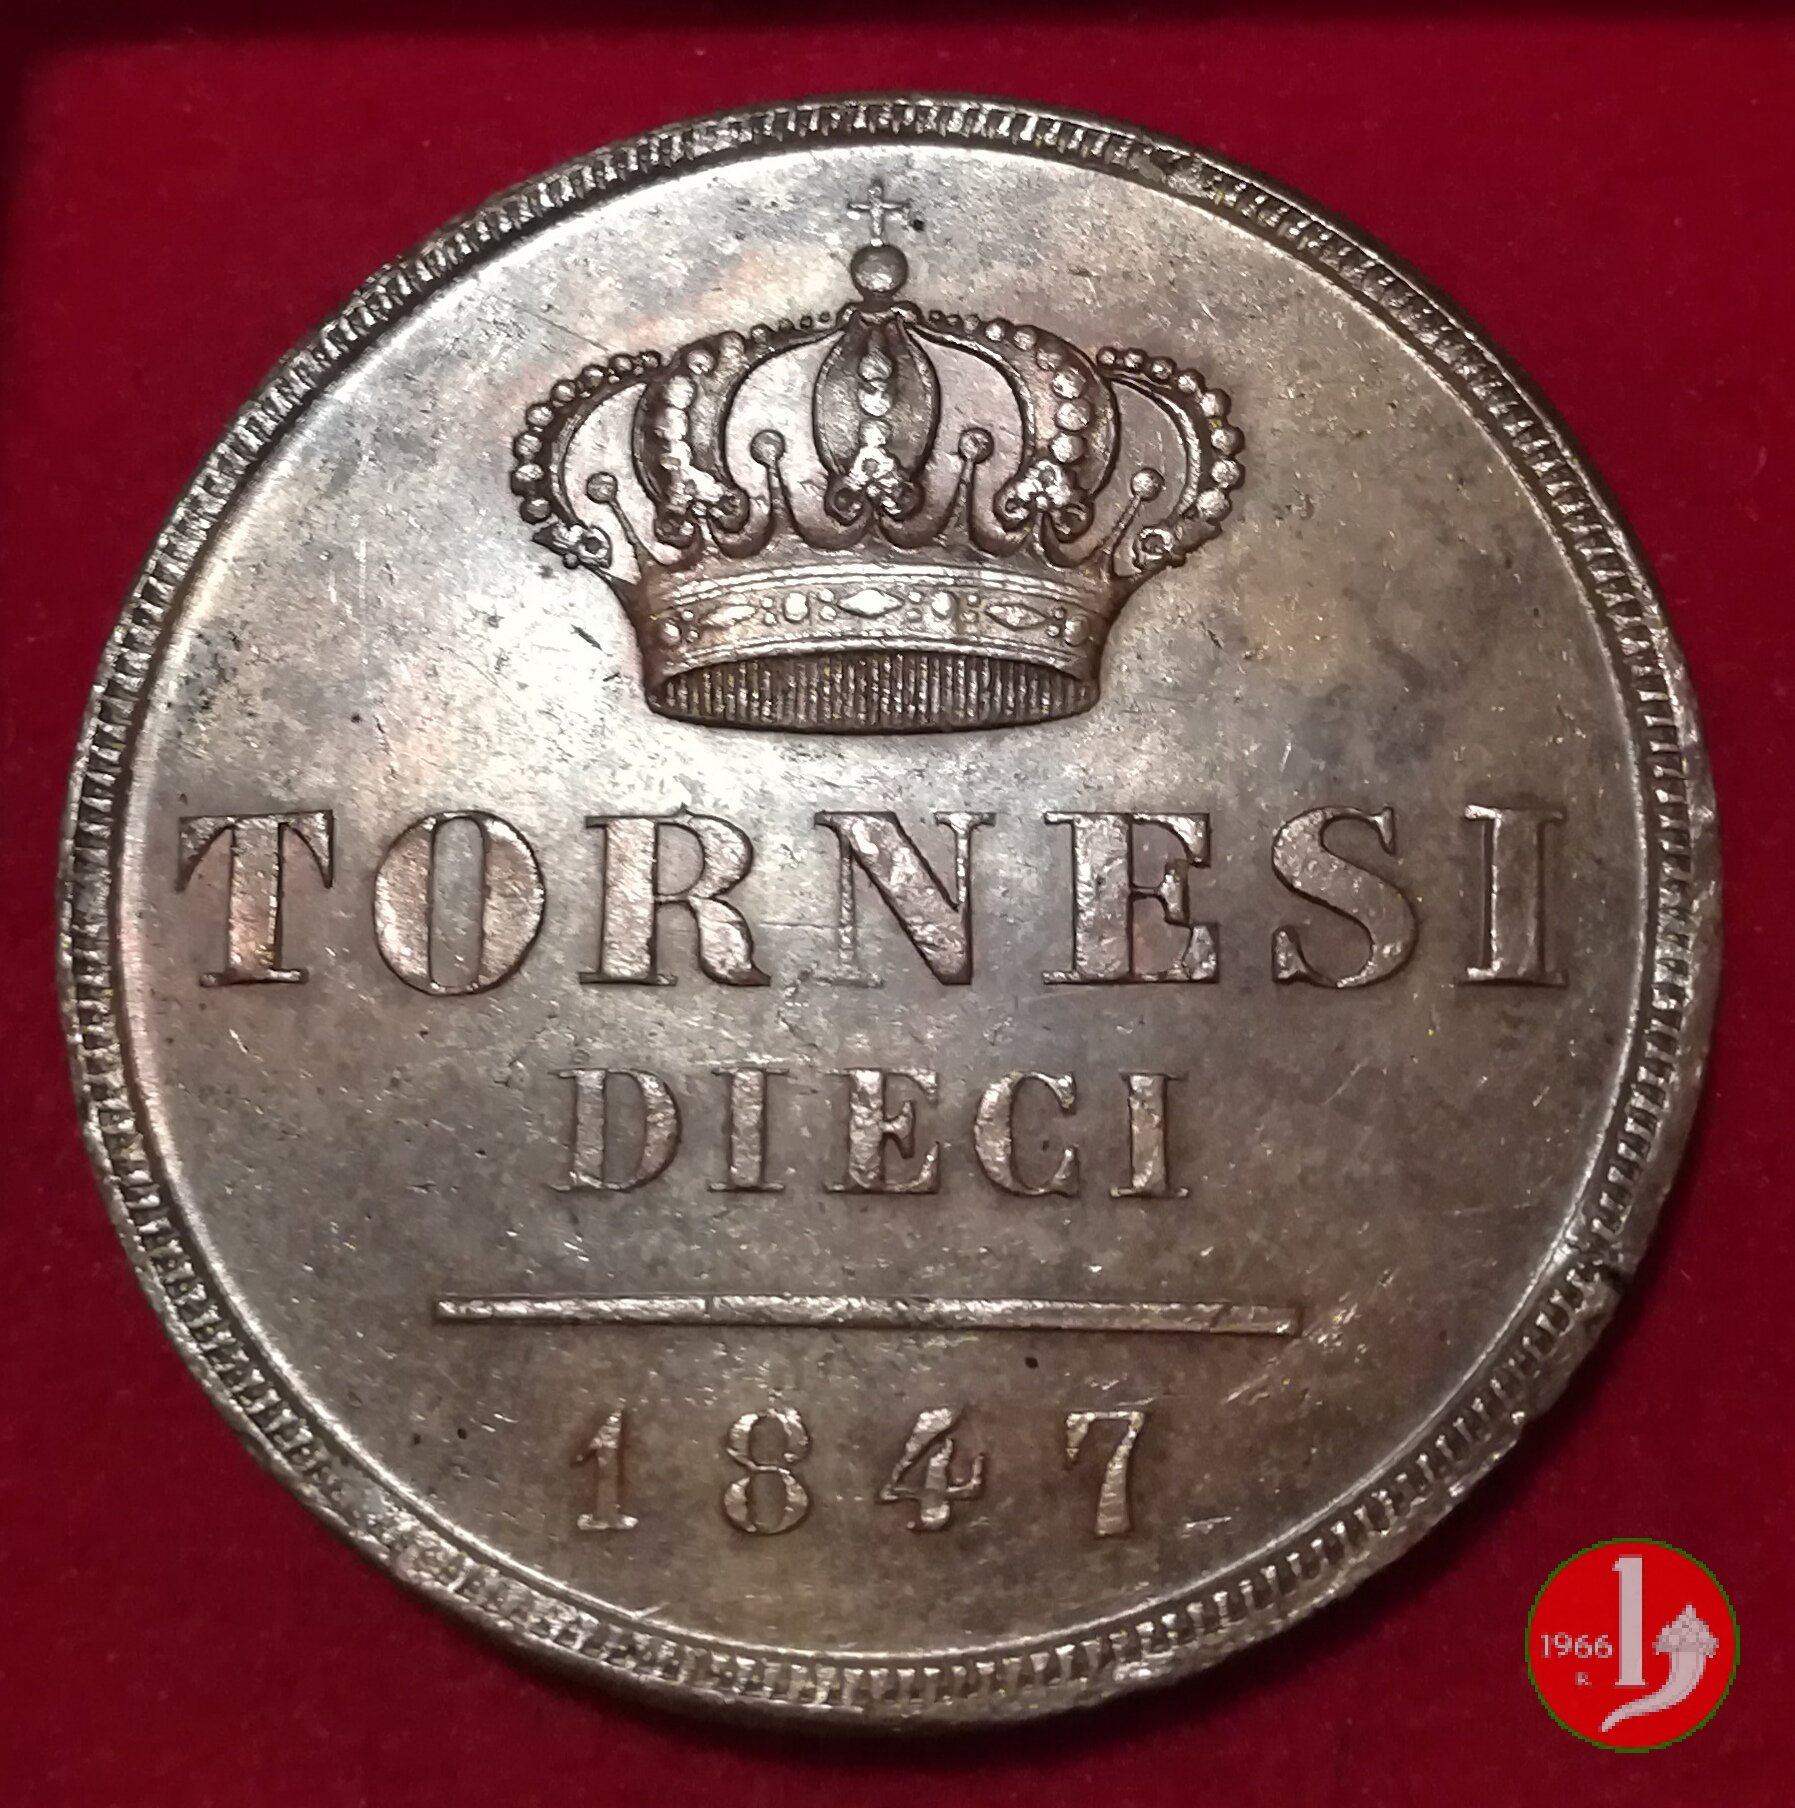 TORNESI
DIECI
1847
1966
R.